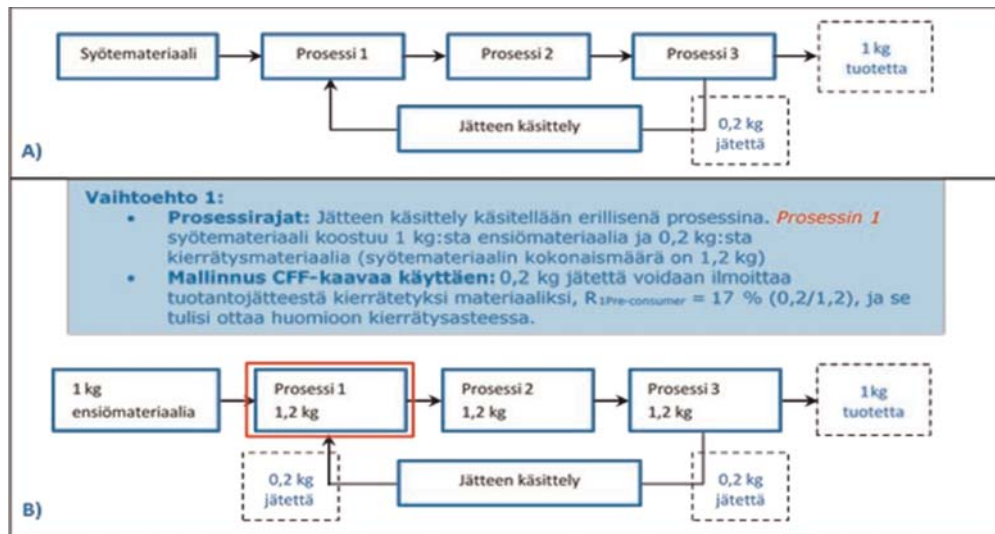 Syötemateriaali
Prosessi 1
Prosessi 2
Prosessi 3
1 kg
tuotetta
Jätteen käsittely
0,2 kg
jätettä
A)
Vaihtoehto 1:
• Prosessirajat: Jätteen käsittely käsitellään erillisenä prosessina. Prosessin 1
syötemateriaali koostuu 1 kg:sta ensiömateriaalia ja 0,2 kg:sta
kierrätysmateriaalia (syötemateriaalin kokonaismäärä on 1,2 kg)
• Mallinnus CFF-kaavaa käyttäen: 0,2 kg jätettä voidaan ilmoittaa
tuotantojätteestä kierrätetyksi materiaaliksi, R1Pre-consumer = 17 % (0,2/1,2), ja se
tulisi ottaa huomioon kierrätysasteessa.
1 kg
ensiömateriaalia
Prosessi 1
1,2 kg
Prosessi 2
1,2 kg
Prosessi 3
1,2 kg
1kg
tuotetta
0,2 kg
jätettä
Jätteen käsittely
0,2 kg
jätettä
B)